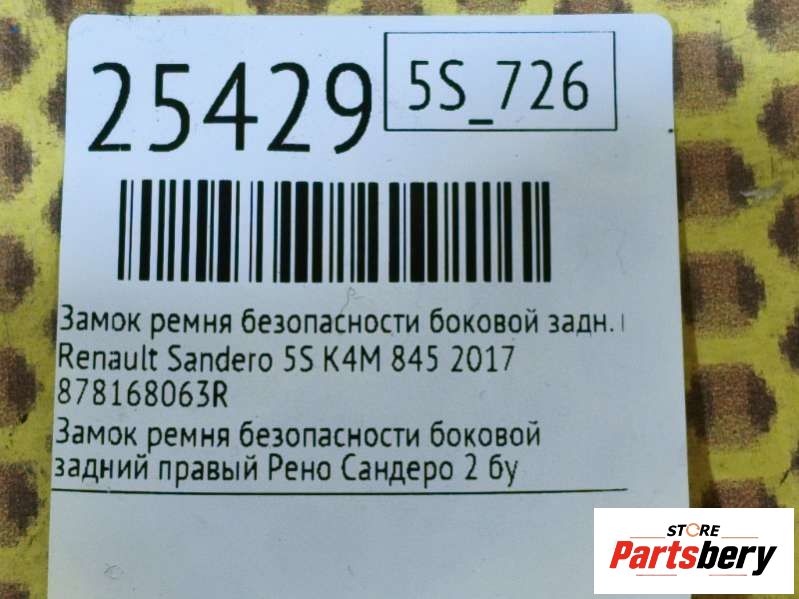 25429
5S_726
Замок ремня безопасности боковой задн.
Renault Sandero 5S K4M 845 2017
878168063R
Замок ремня безопасности боковой
задний правый Рено Сандеро 2 бу
STORE
Partsbery